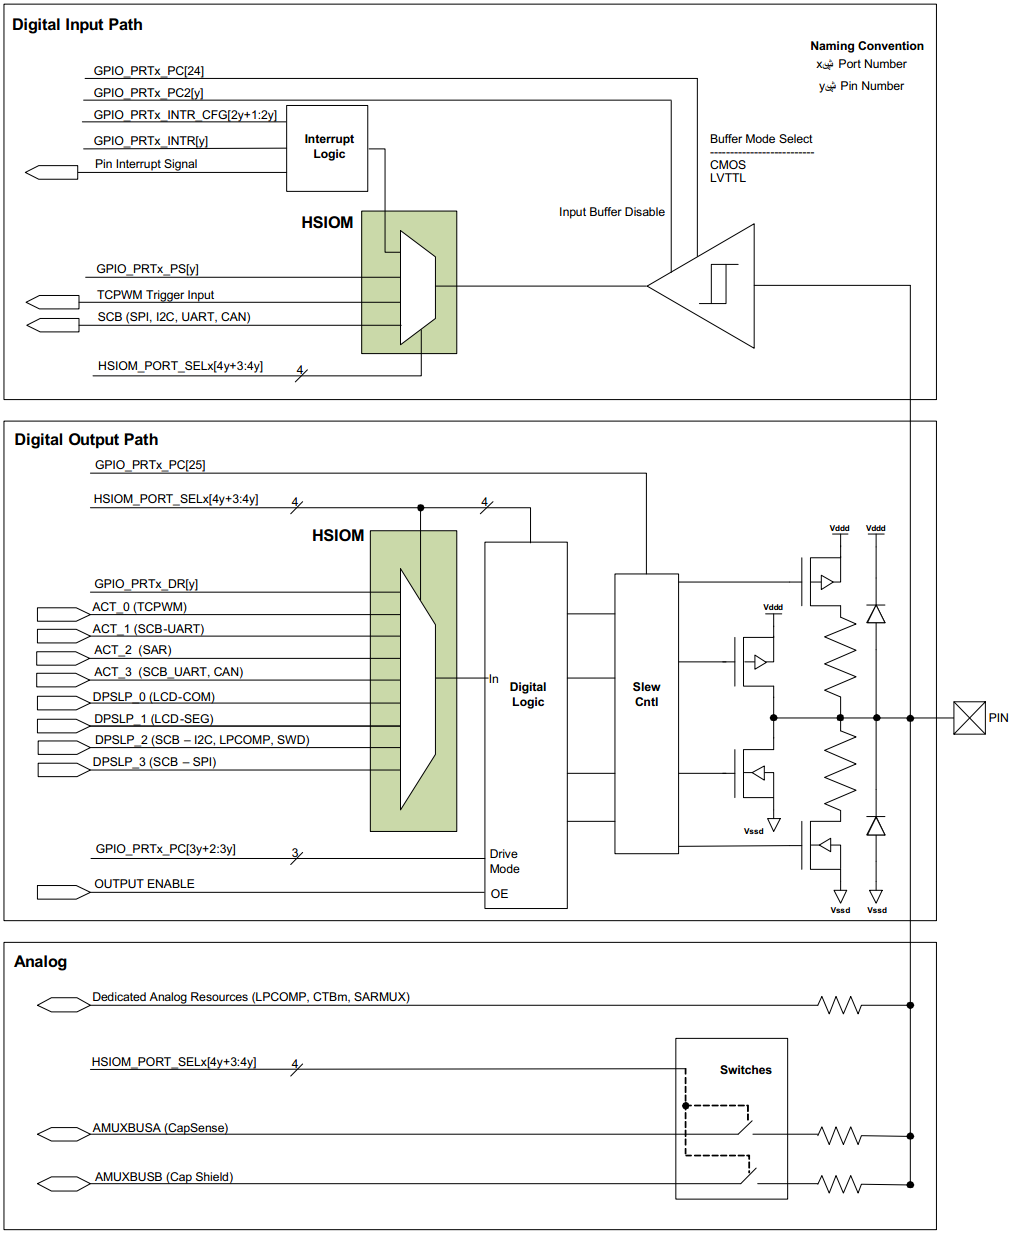 Digital Input Path
Naming Convention
x Port Number
y Pin Number
GPIO_PRTx_PC[24]
GPIO_PRTx_PC2[y]
GPIO_PRTx_INTR_CFG[2y+1:2y]
GPIO_PRTx_INTR[y]
Pin Interrupt Signal
Interrupt
Logic
Buffer Mode Select
CMOS
LVTTL
Input Buffer Disable
HSIOM
GPIO_PRTx_PS[y]
TCPWM Trigger Input
SCB (SPI, I2C, UART, CAN)
HSIOM_PORT_SELx[4y+3:4y]
4
Digital Output Path
GPIO_PRTx_PC[25]
HSIOM_PORT_SELx[4y+3:4y]
4
4
HSIOM
GPIO_PRTx_DR[y]
ACT_0 (TCPWM)
ACT_1 (SCB-UART)
ACT_2 (SAR)
ACT_3 (SCB_UART, CAN)
DPSLP_0 (LCD-COM)
DPSLP_1 (LCD-SEG)
DPSLP_2 (SCB – I2C, LPCOMP, SWD)
DPSLP_3 (SCB – SPI)
In
Digital
Logic
Slew
Cntl
Vddd
Vddd
Vddd
Vssd
Vssd
Vssd
PIN
GPIO_PRTx_PC[3y+2:3y]
3
Drive
Mode
OUTPUT ENABLE
OE
Analog
Dedicated Analog Resources (LPCOMP, CTBm, SARMUX)
HSIOM_PORT_SELx[4y+3:4y]
4
Switches
AMUXBUSA (CapSense)
AMUXBUSB (Cap Shield)